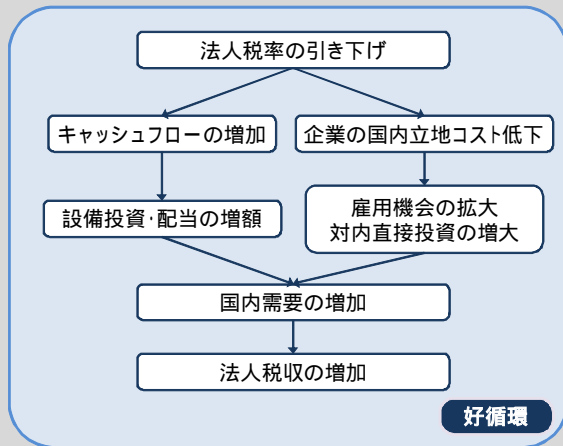 法人税率の引き下げ
キャッシュフローの増加
企業の国内立地コスト低下
設備投資･配当の増額
雇用機会の拡大
対内直接投資の増大
国内需要の増加
法人税収の増加
好循環